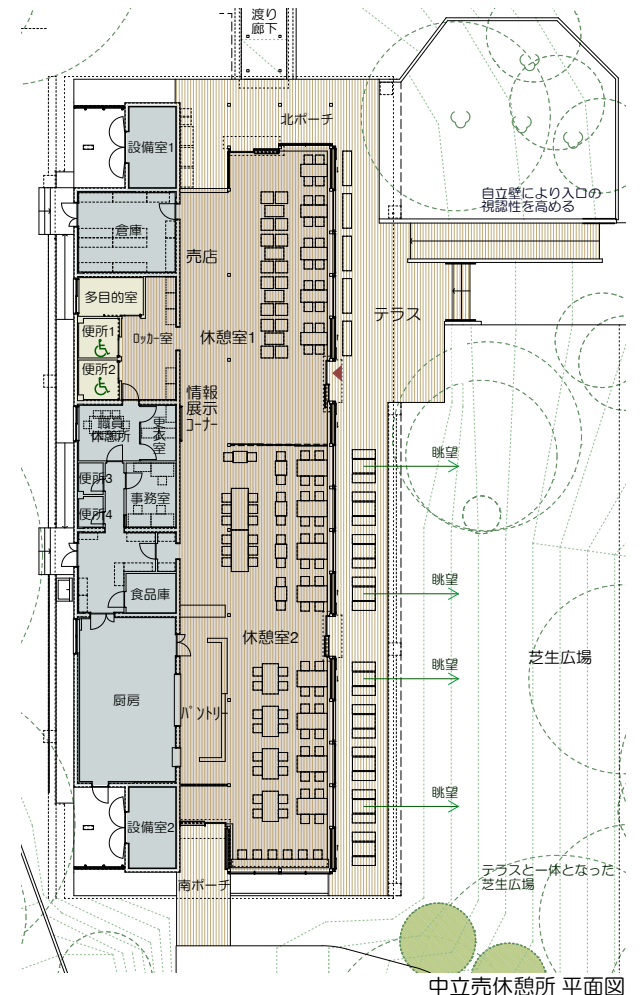 渡り
廊下
北ポーチ
設備室1
自立壁により入口の
視認性を高める
倉庫
売店
多目的室
テラス
便所1
ロッカー室
休憩室1
便所2
情報
展示
コーナー
職員
休憩所
更
衣
室
眺望
便所3
事務室
便所4
眺望
食品庫
休憩室2
芝生広場
眺望
厨房
パントリー
眺望
設備室2
テラスと一体となった
芝生広場
南ポーチ
中立売休憩所 平面図